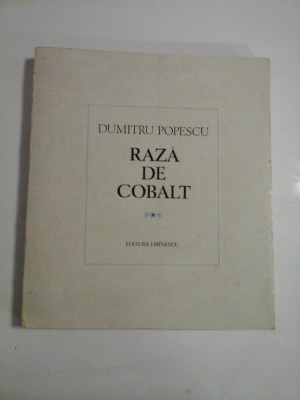 DUMITRU POPESCU
RAZĂ
DE
COBALT
EDITURA EMINESCU